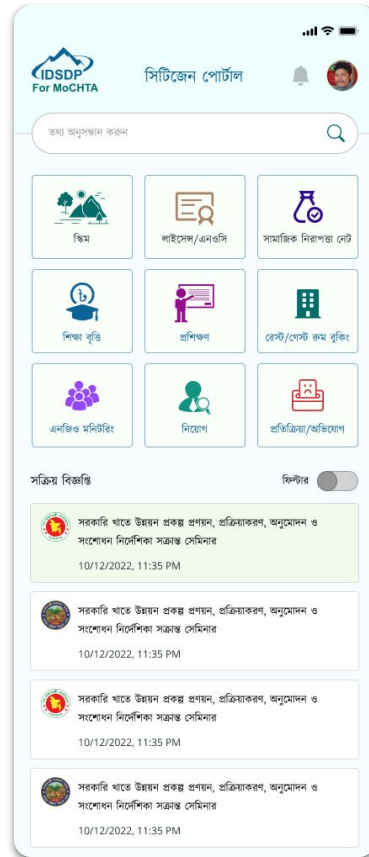 IDSDP
For MoCHTA
সিটিজেন পোর্টাল
তথ্য অনুসন্ধান করুন
স্কিম
লাইসেন্স/এনওসি
সামাজিক নিরাপত্তা নেট
শিক্ষা বৃত্তি
প্রশিক্ষণ
রেস্ট/গেস্ট রুম বুকিং
এনজিও মনিটরিং
নিয়োগ
প্রতিক্রিয়া/অভিযোগ
সক্রিয় বিজ্ঞপ্তি
ফিল্টার
সরকারি খাতে উন্নয়ন প্রকল্প প্রণয়ন, প্রক্রিয়াকরণ, অনুমোদন ও
সংশোধন নির্দেশিকা সক্রান্ত সেমিনার
10/12/2022, 11:35 PM
সরকারি খাতে উন্নয়ন প্রকল্প প্রণয়ন, প্রক্রিয়াকরণ, অনুমোদন ও
সংশোধন নির্দেশিকা সক্রান্ত সেমিনার
10/12/2022, 11:35 PM
সরকারি খাতে উন্নয়ন প্রকল্প প্রণয়ন, প্রক্রিয়াকরণ, অনুমোদন ও
সংশোধন নির্দেশিকা সক্রান্ত সেমিনার
10/12/2022, 11:35 PM
সরকারি খাতে উন্নয়ন প্রকল্প প্রণয়ন, প্রক্রিয়াকরণ, অনুমোদন ও
সংশোধন নির্দেশিকা সক্রান্ত সেমিনার
10/12/2022, 11:35 PM